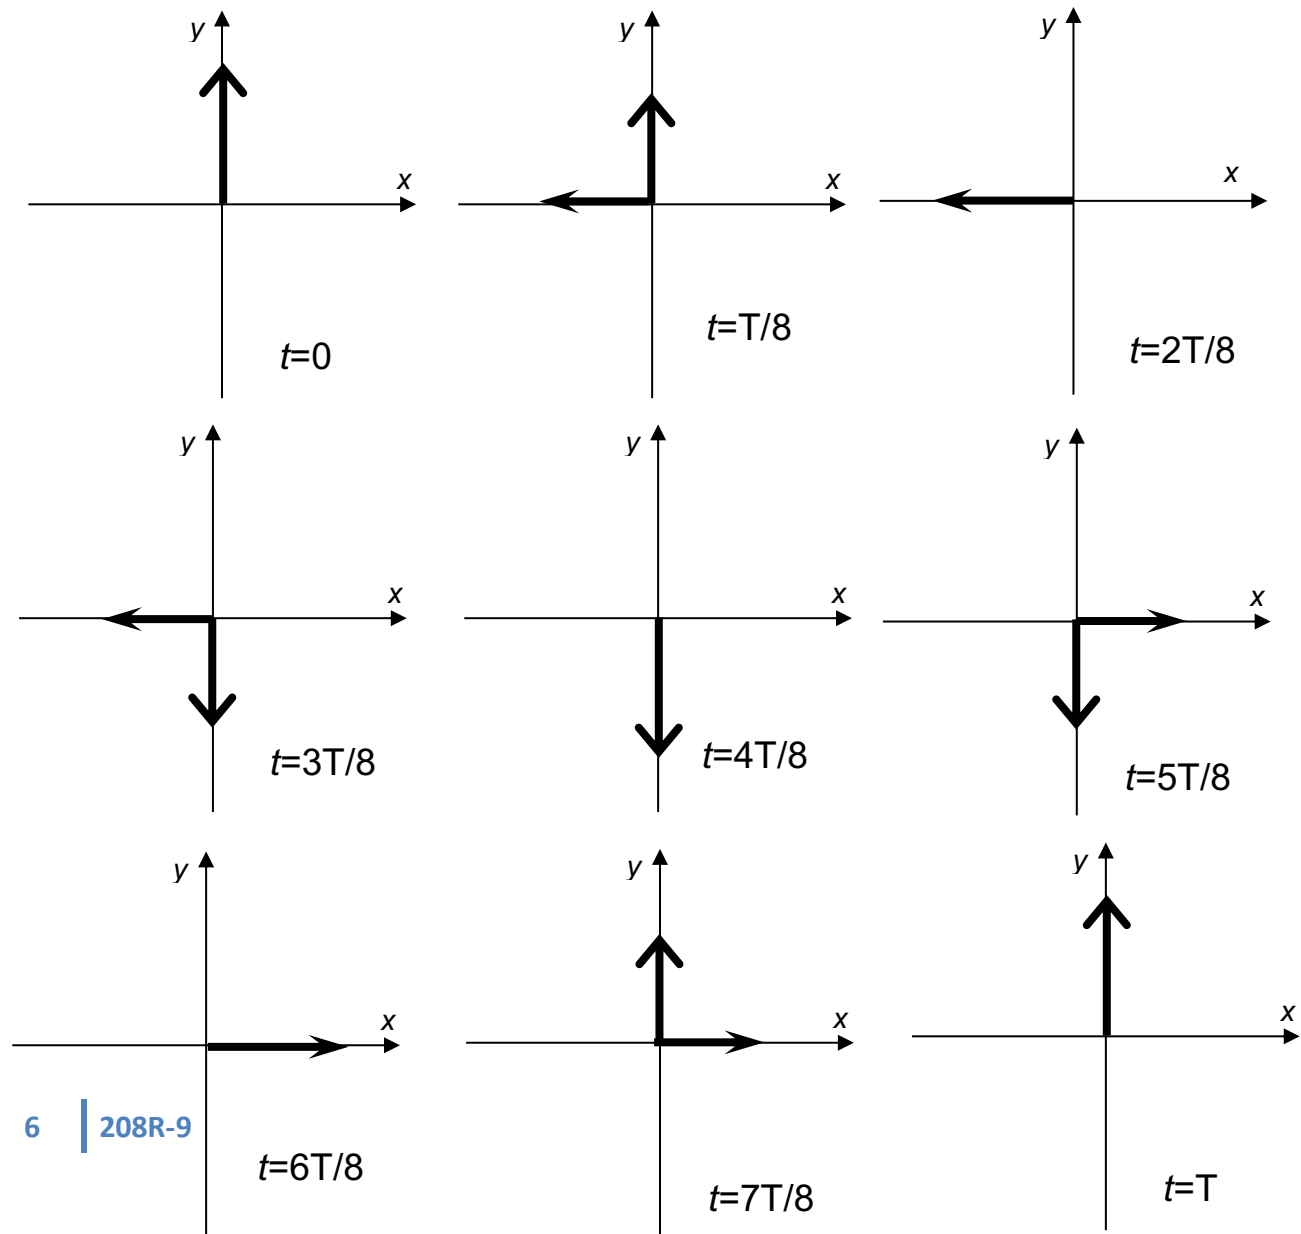 y
x
t=0
y
x
t=T/8
y
x
t=2T/8
y
x
t=3T/8
y
x
t=4T/8
y
x
t=5T/8
y
x
t=6T/8
y
x
t=7T/8
y
x
t=T
6 208R-9